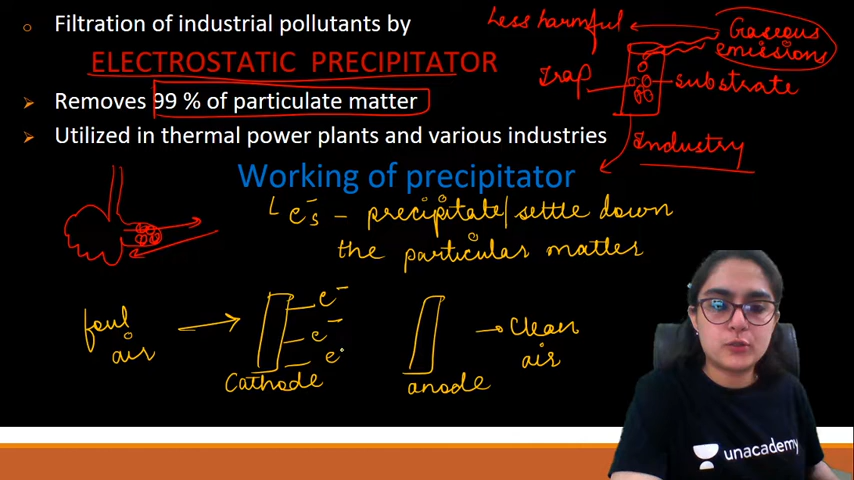 Filtration of industrial pollutants by
ELECTROSTATIC PRECIPITATOR
Removes 99 % of particulate matter
Utilized in thermal power plants and various industries
Less harmful
Gaseous
emissions
Trap
substrate
Industry
Working of precipitator
e⁻s - precipitate/settle down
the particular matter
foul
air
e⁻
e⁻
e⁻
Cathode
anode
Clean
air
unacademy